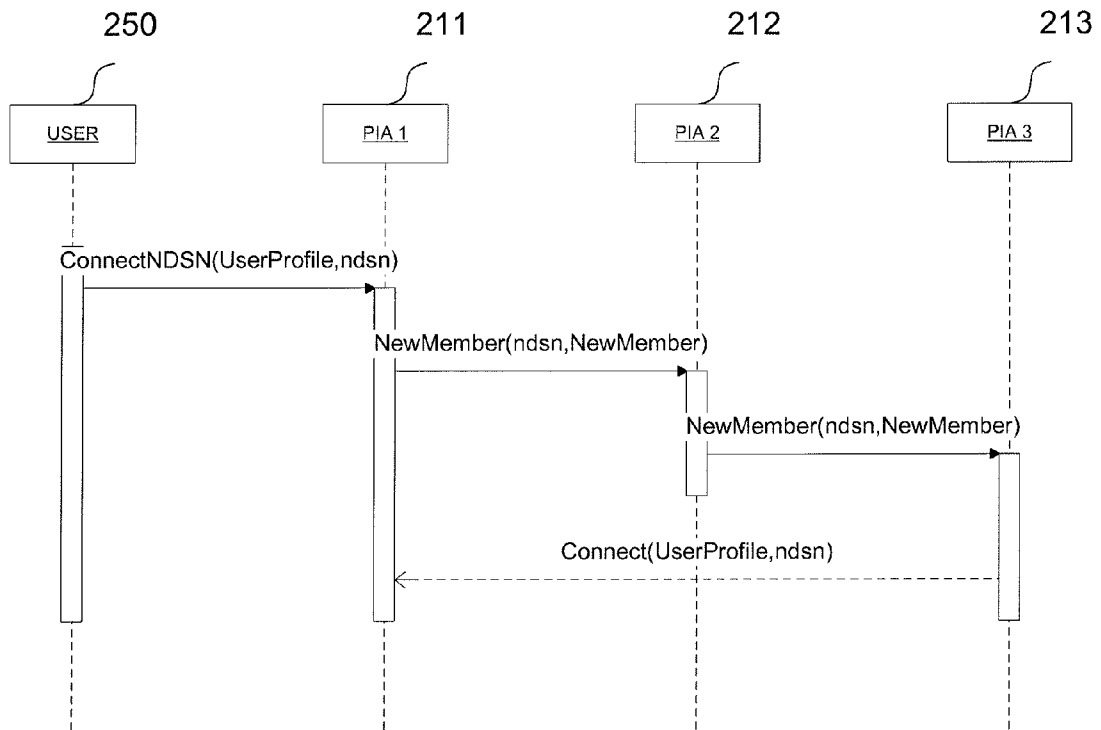 250
211
212
213
USER
PIA 1
PIA 2
PIA 3
ConnectNDSN(UserProfile,ndsn)
NewMember(ndsn,NewMember)
NewMember(ndsn,NewMember)
Connect(UserProfile,ndsn)